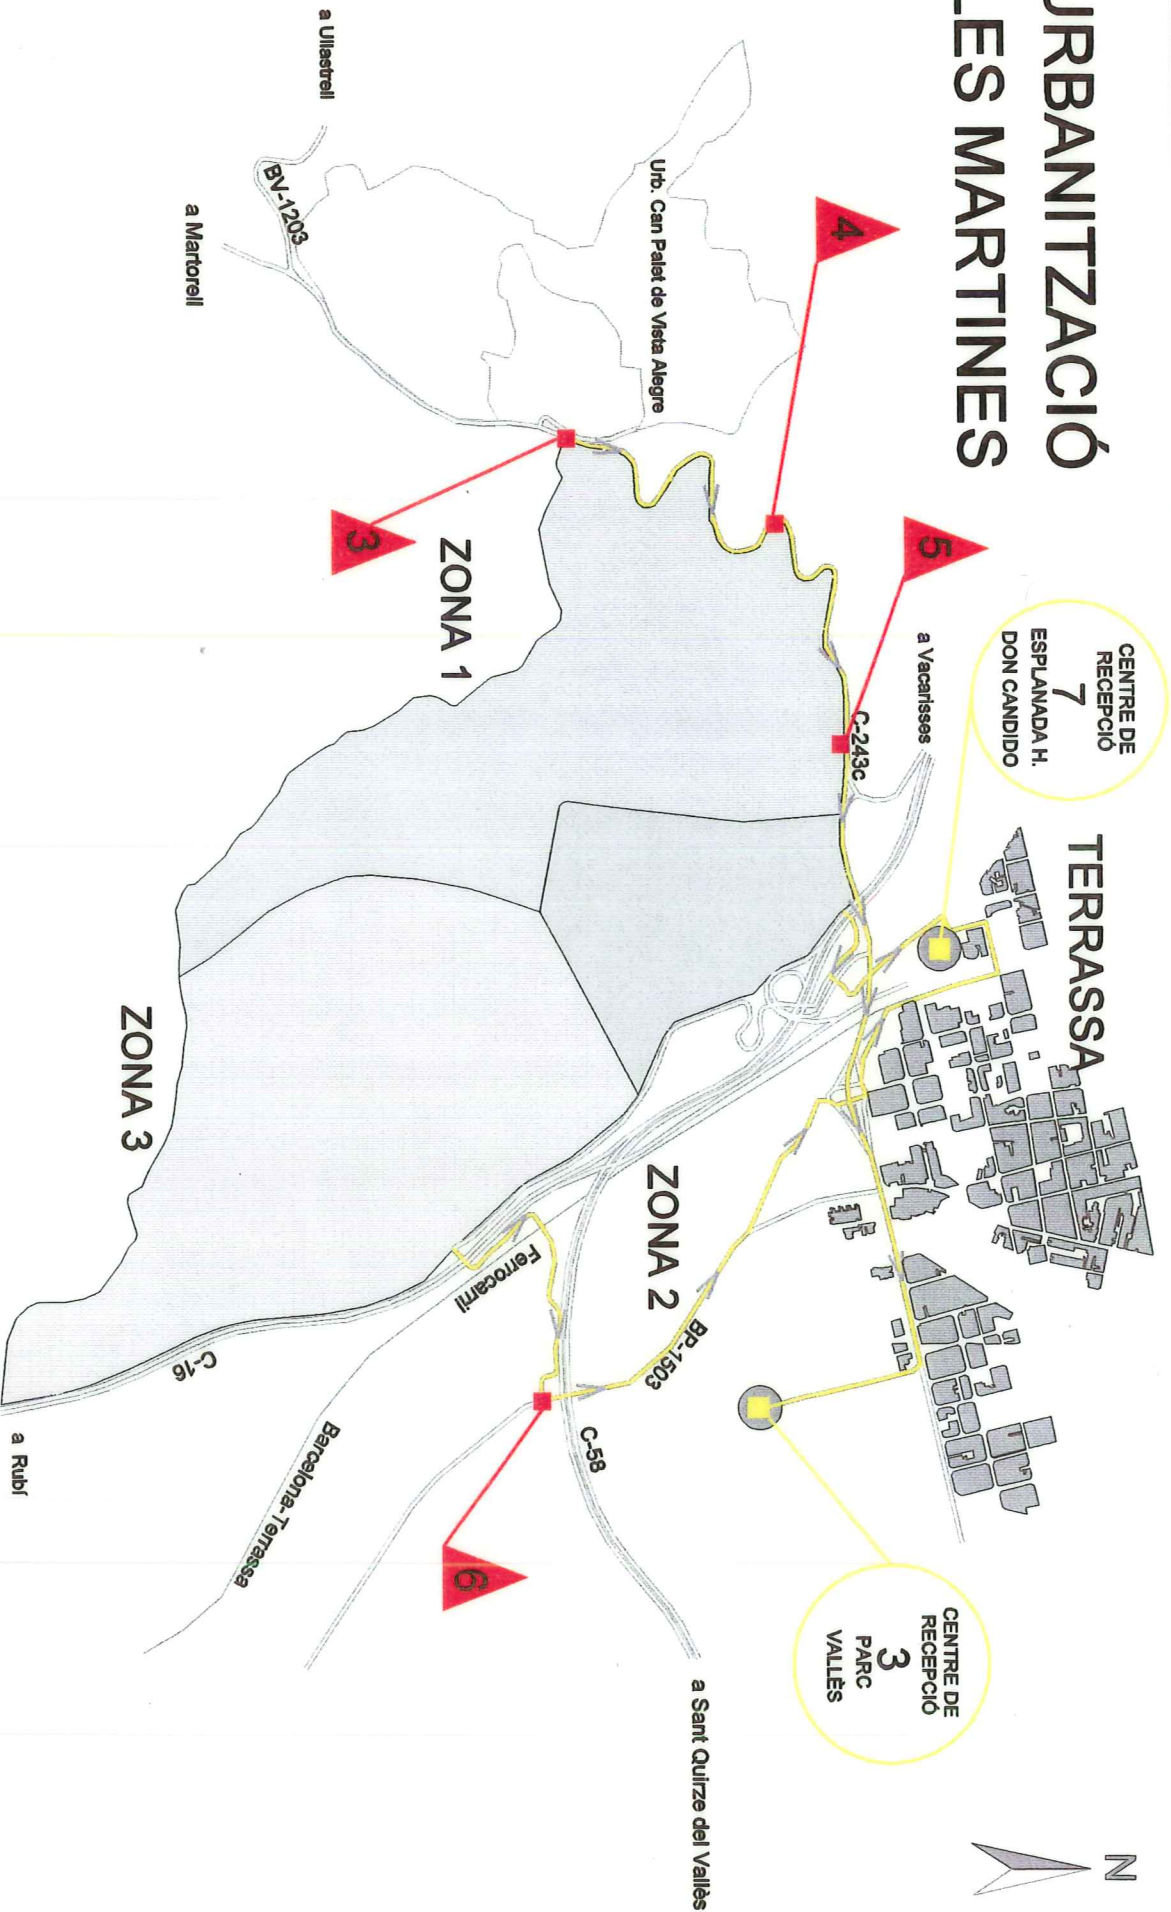 URBANITZACIÓ
LES MARTINES
CENTRE DE
RECEPCIÓ
7
ESPLANADA H.
DON CANDIDO
TERRASSA
N
4
5
a Vacarisses
C-243c
Urb. Can Palet de Vista Alegre
a Ullastrell
BV-1203
a Martorell
3
ZONA 1
ZONA 2
ZONA 3
CENTRE DE
RECEPCIÓ
3
PARC
VALLÈS
BP-1503
Ferrocarril
C-58
C-16
6
Barcelona-Terrassa
a Sant Quirze del Vallès
a Rubí